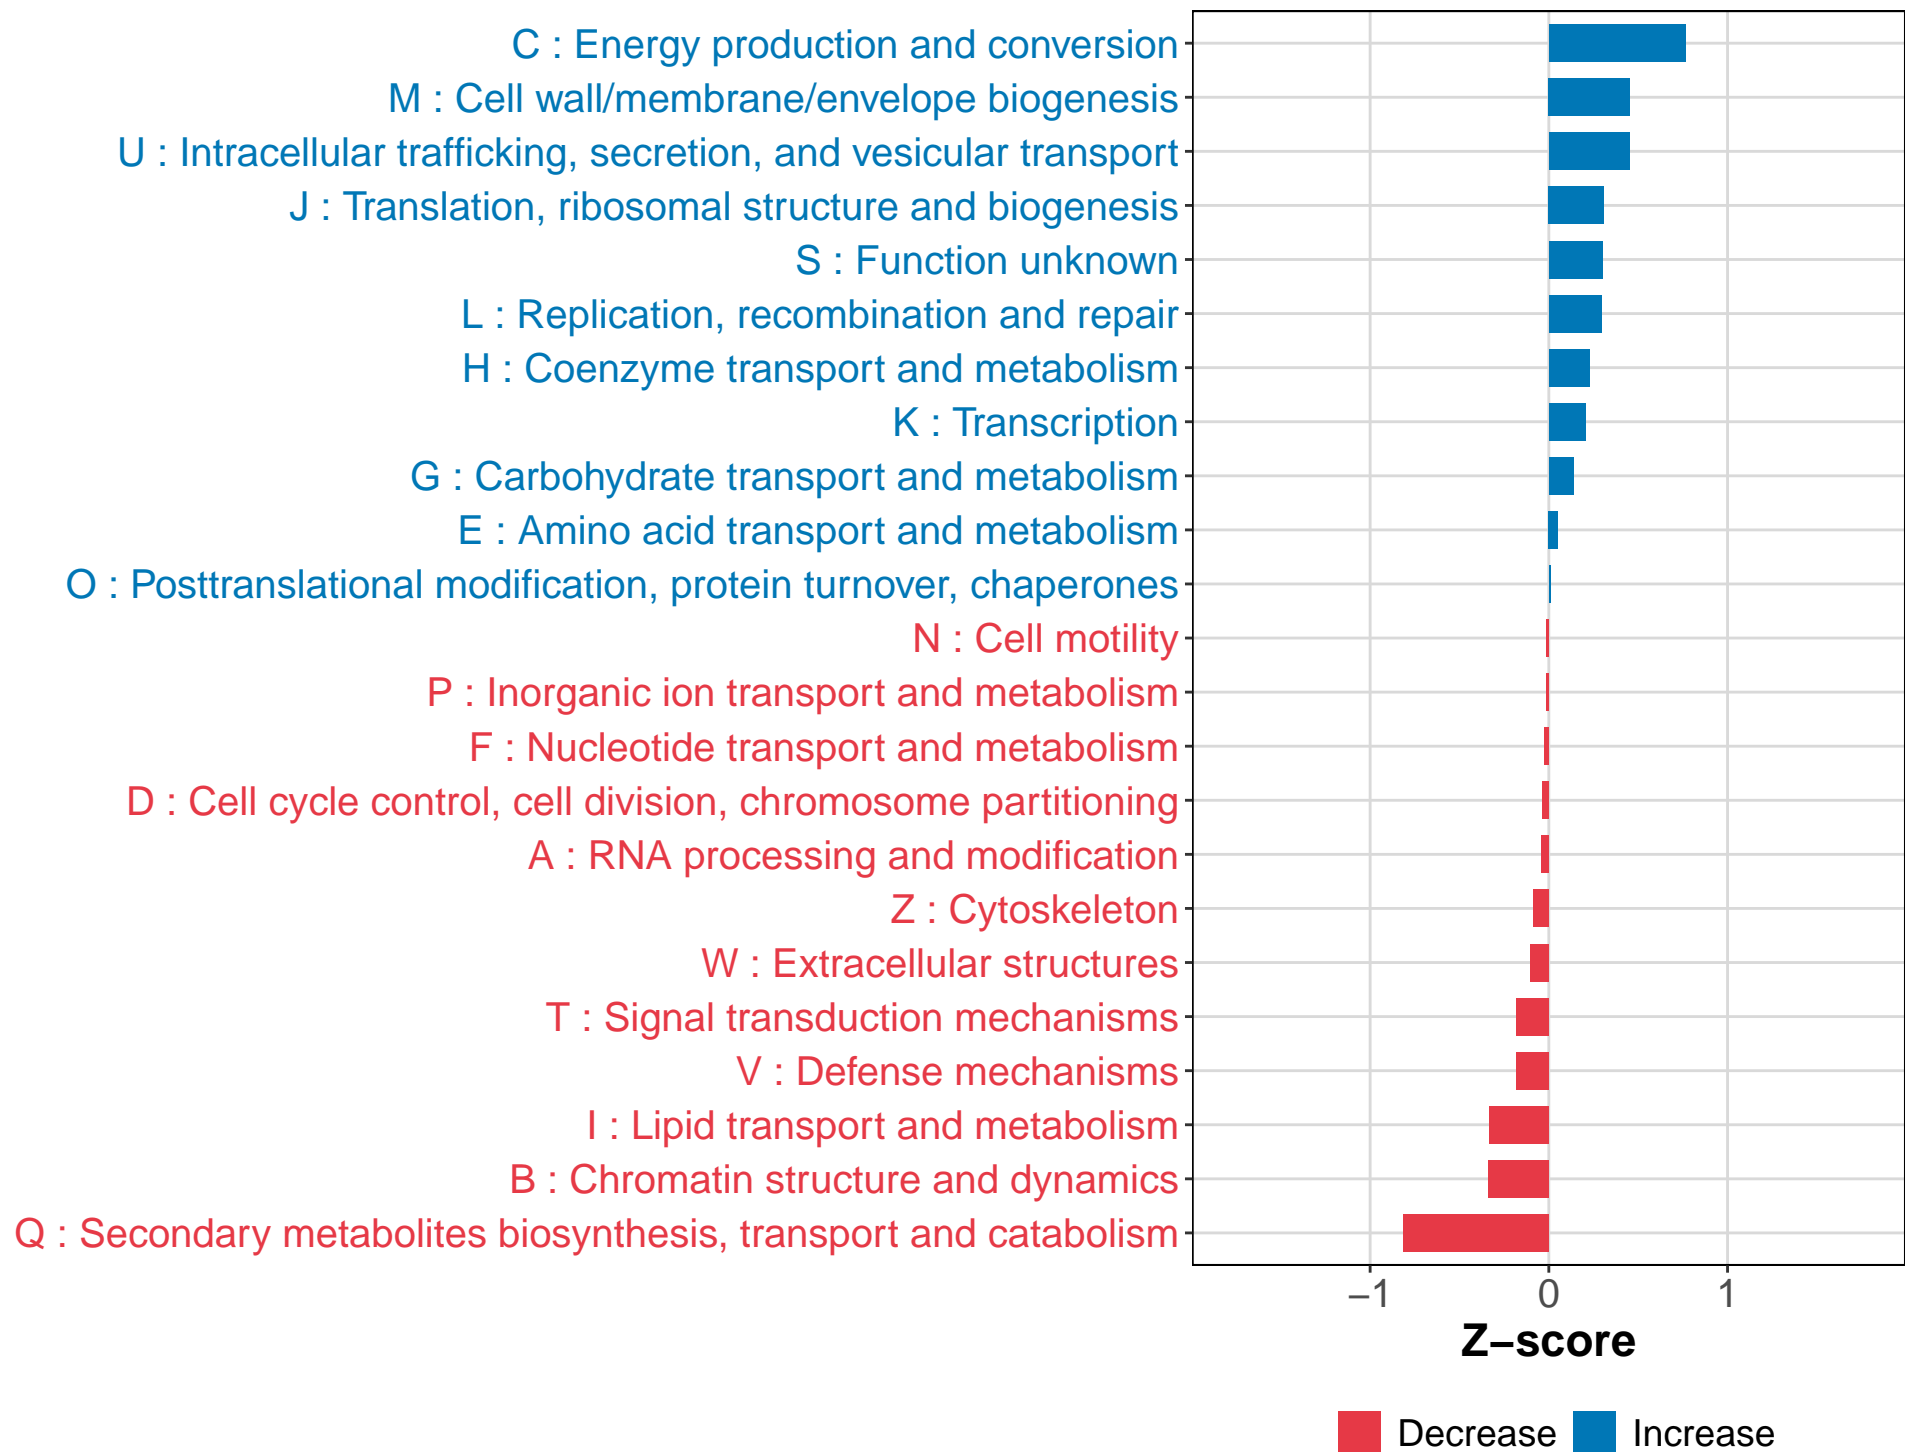 C : Energy production and conversion
M : Cell wall/membrane/envelope biogenesis
U : Intracellular trafficking, secretion, and vesicular transport
J : Translation, ribosomal structure and biogenesis
S : Function unknown
L : Replication, recombination and repair
H : Coenzyme transport and metabolism
K : Transcription
G : Carbohydrate transport and metabolism
E : Amino acid transport and metabolism
O : Posttranslational modification, protein turnover, chaperones
N : Cell motility
P : Inorganic ion transport and metabolism
F : Nucleotide transport and metabolism
D : Cell cycle control, cell division, chromosome partitioning
A : RNA processing and modification
Z : Cytoskeleton
W : Extracellular structures
T : Signal transduction mechanisms
V : Defense mechanisms
I : Lipid transport and metabolism
B : Chromatin structure and dynamics
Q : Secondary metabolites biosynthesis, transport and catabolism
−1 0 1
Z−score
Decrease Increase